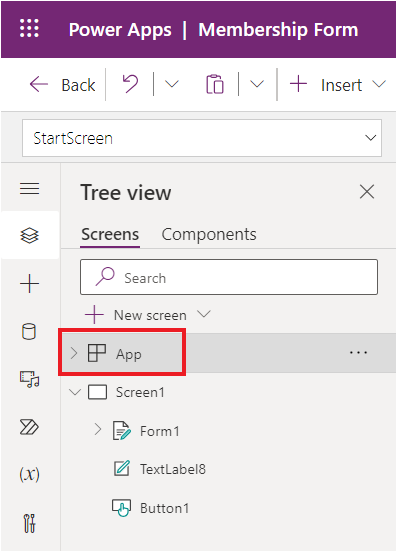 Power Apps | Membership Form
Back Insert
StartScreen
Tree view
Screens Components
Search
New screen
App
Screen1
Form1
TextLabel8
Button1
(x)